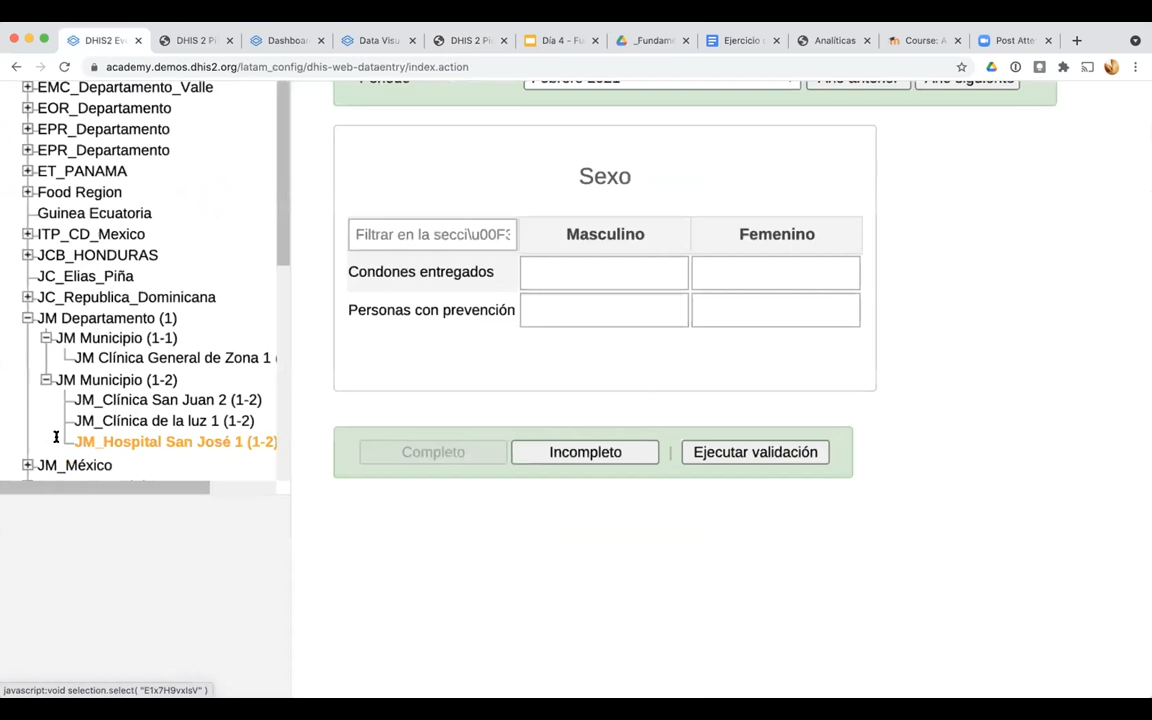 DHIS2 Ev
DHIS 2 Pi
Dashboar
Data Visu
DHIS 2 Pi
Día 4 - Fu
_Fundam
Ejercicio
Analíticas
Course: A
Post Atte
academy.demos.dhis2.org/latam_config/dhis-web-dataentry/index.action
EMC_Departamento_Valle
EOR_Departamento
EPR_Departamento
EPR_Departamento
ET_PANAMA
Food Region
Guinea Ecuatoria
ITP_CD_Mexico
JCB_HONDURAS
JC_Elias_Piña
JC_Republica_Dominicana
JM Departamento (1)
JM Municipio (1-1)
JM Clínica General de Zona 1 (
JM Municipio (1-2)
JM_Clínica San Juan 2 (1-2)
JM_Clínica de la luz 1 (1-2)
JM_Hospital San José 1 (1-2)
JM_México
Sexo
Filtrar en la secci\u00F3
Masculino
Femenino
Condones entregados
Personas con prevención
Completo
Incompleto
|
Ejecutar validación
javascript:void selection.select( "E1x7H9vxIsV" )